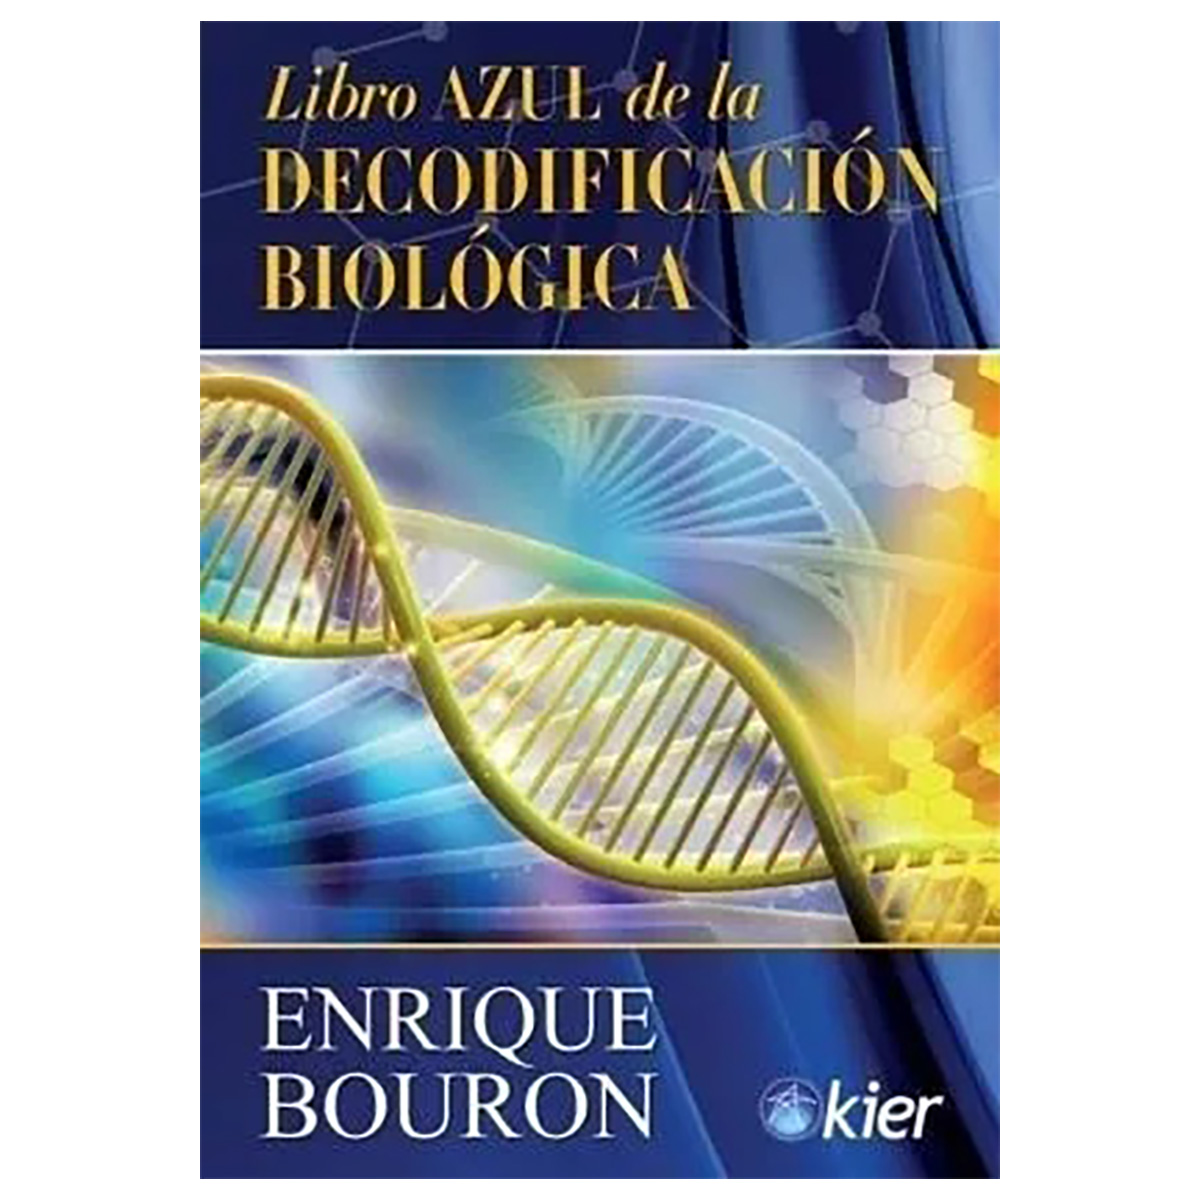 Libro AZUL de la
DECODIFICACIÓN
BIOLÓGICA
ENRIQUE
BOURON
kier